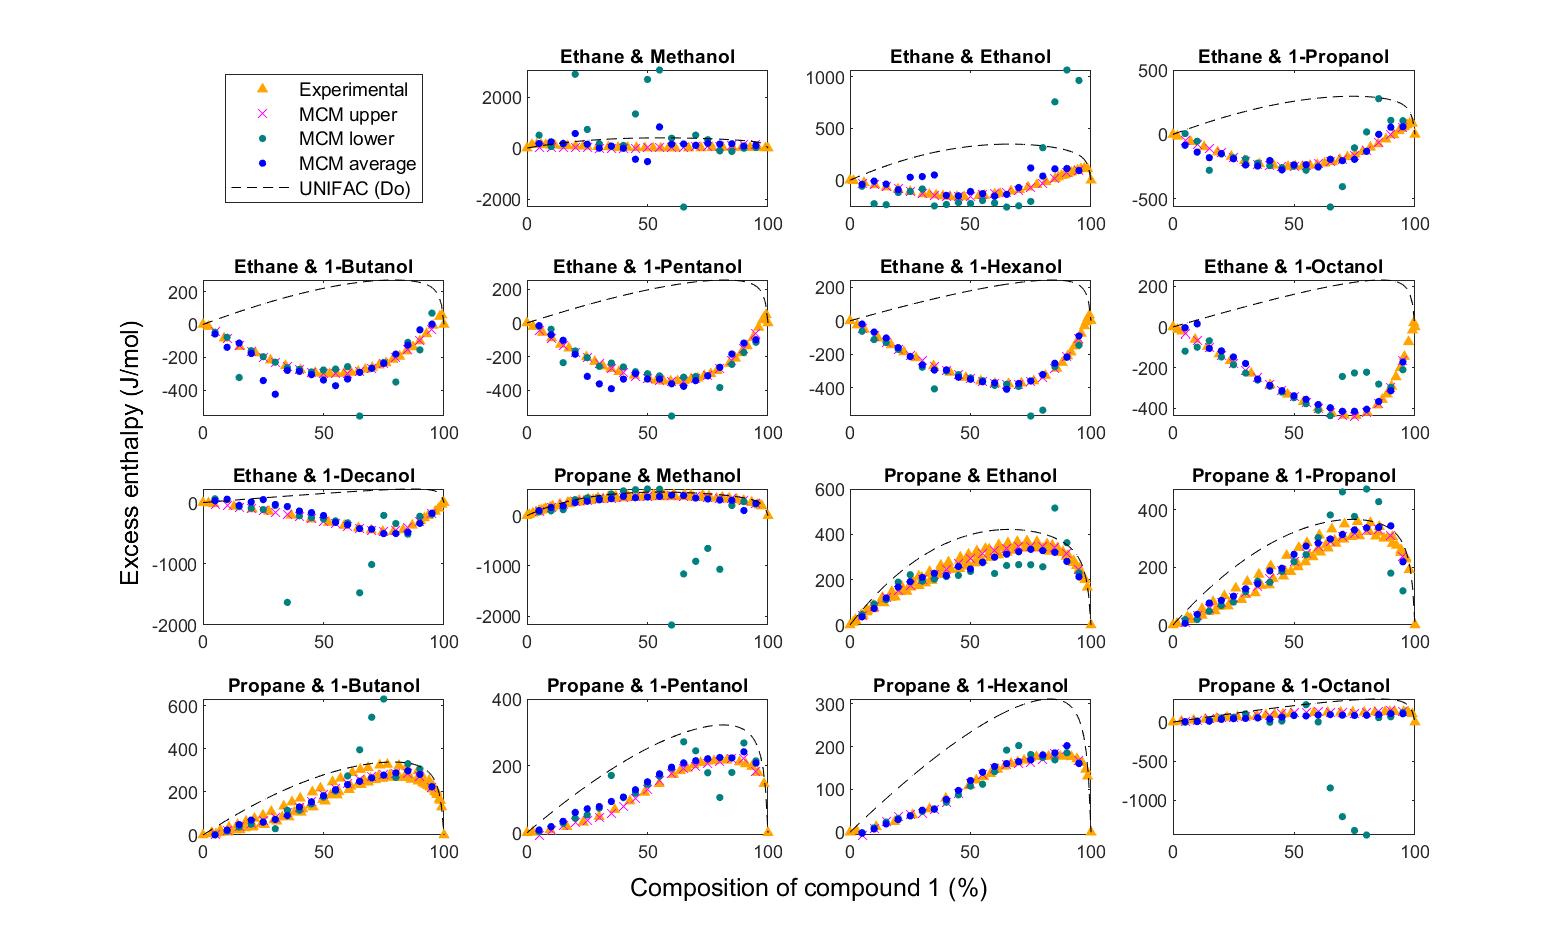 Experimental
MCM upper
MCM lower
MCM average
UNIFAC (Do)
Ethane & Methanol
2000
0
-2000
0 50 100
Ethane & Ethanol
1000
500
0
0 50 100
Ethane & 1-Propanol
500
0
-500
0 50 100
Ethane & 1-Butanol
200
0
-200
-400
0 50 100
Ethane & 1-Pentanol
200
0
-200
-400
0 50 100
Ethane & 1-Hexanol
200
0
-200
-400
0 50 100
Ethane & 1-Octanol
200
0
-200
-400
0 50 100
Ethane & 1-Decanol
0
-1000
-2000
0 50 100
Propane & Methanol
0
-1000
-2000
0 50 100
Propane & Ethanol
600
400
200
0
0 50 100
Propane & 1-Propanol
400
200
0
0 50 100
Propane & 1-Butanol
600
400
200
0
0 50 100
Propane & 1-Pentanol
400
200
0
0 50 100
Propane & 1-Hexanol
300
200
100
0
0 50 100
Propane & 1-Octanol
0
-500
-1000
0 50 100
Excess enthalpy (J/mol)
Composition of compound 1 (%)